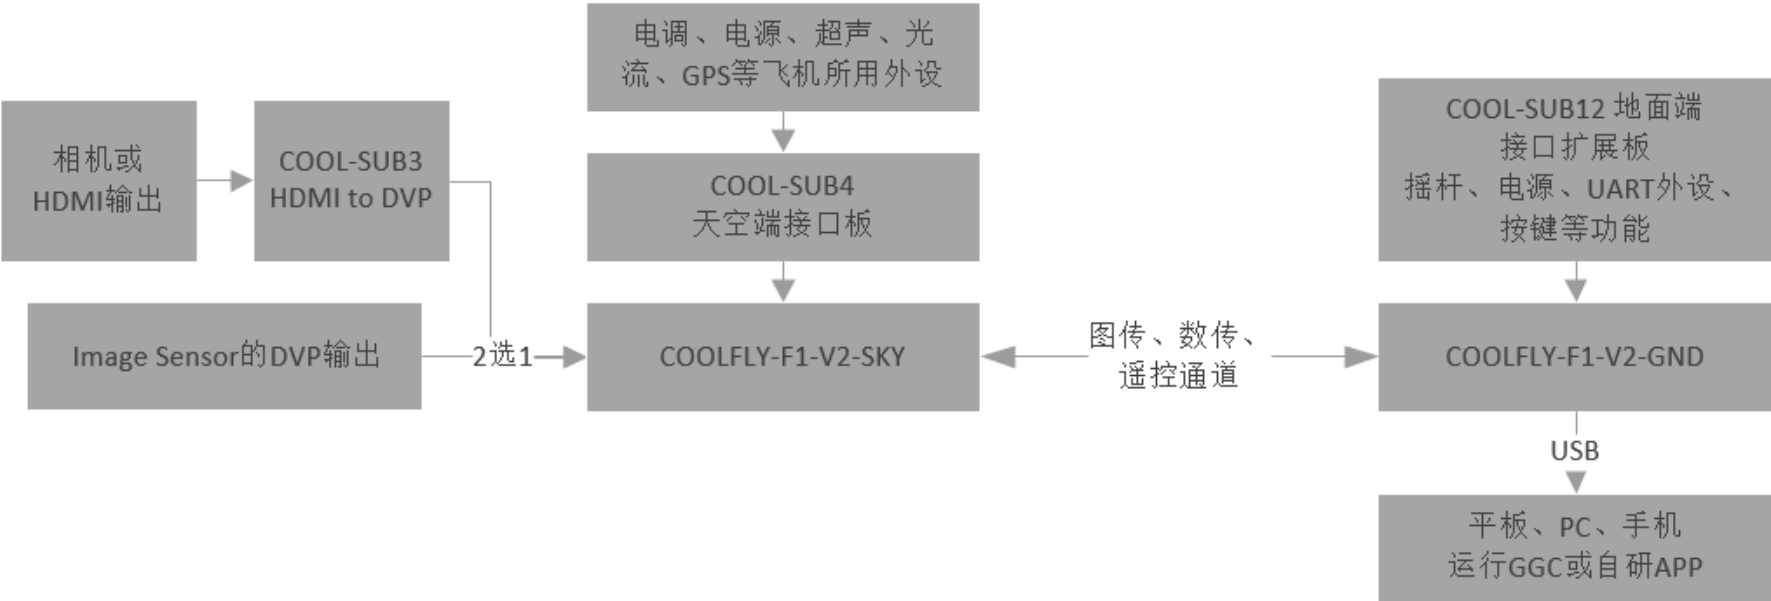 电调、电源、超声、光
流、GPS等飞机所用外设
相机或
HDMI输出
COOL-SUB3
HDMI to DVP
COOL-SUB4
天空端接口板
COOL-SUB12 地面端
接口扩展板
摇杆、电源、UART外设、
按键等功能
Image Sensor的DVP输出
2选1
COOLFLY-F1-V2-SKY
图传、数传、
遥控通道
COOLFLY-F1-V2-GND
USB
平板、PC、手机
运行GGC或自研APP